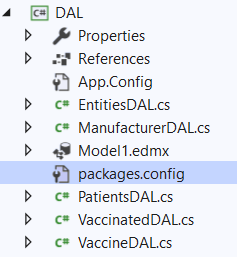 C# DAL
Properties
References
App.Config
C# EntitiesDAL.cs
C# ManufacturerDAL.cs
Model1.edmx
packages.config
C# PatientsDAL.cs
C# VaccinatedDAL.cs
C# VaccineDAL.cs